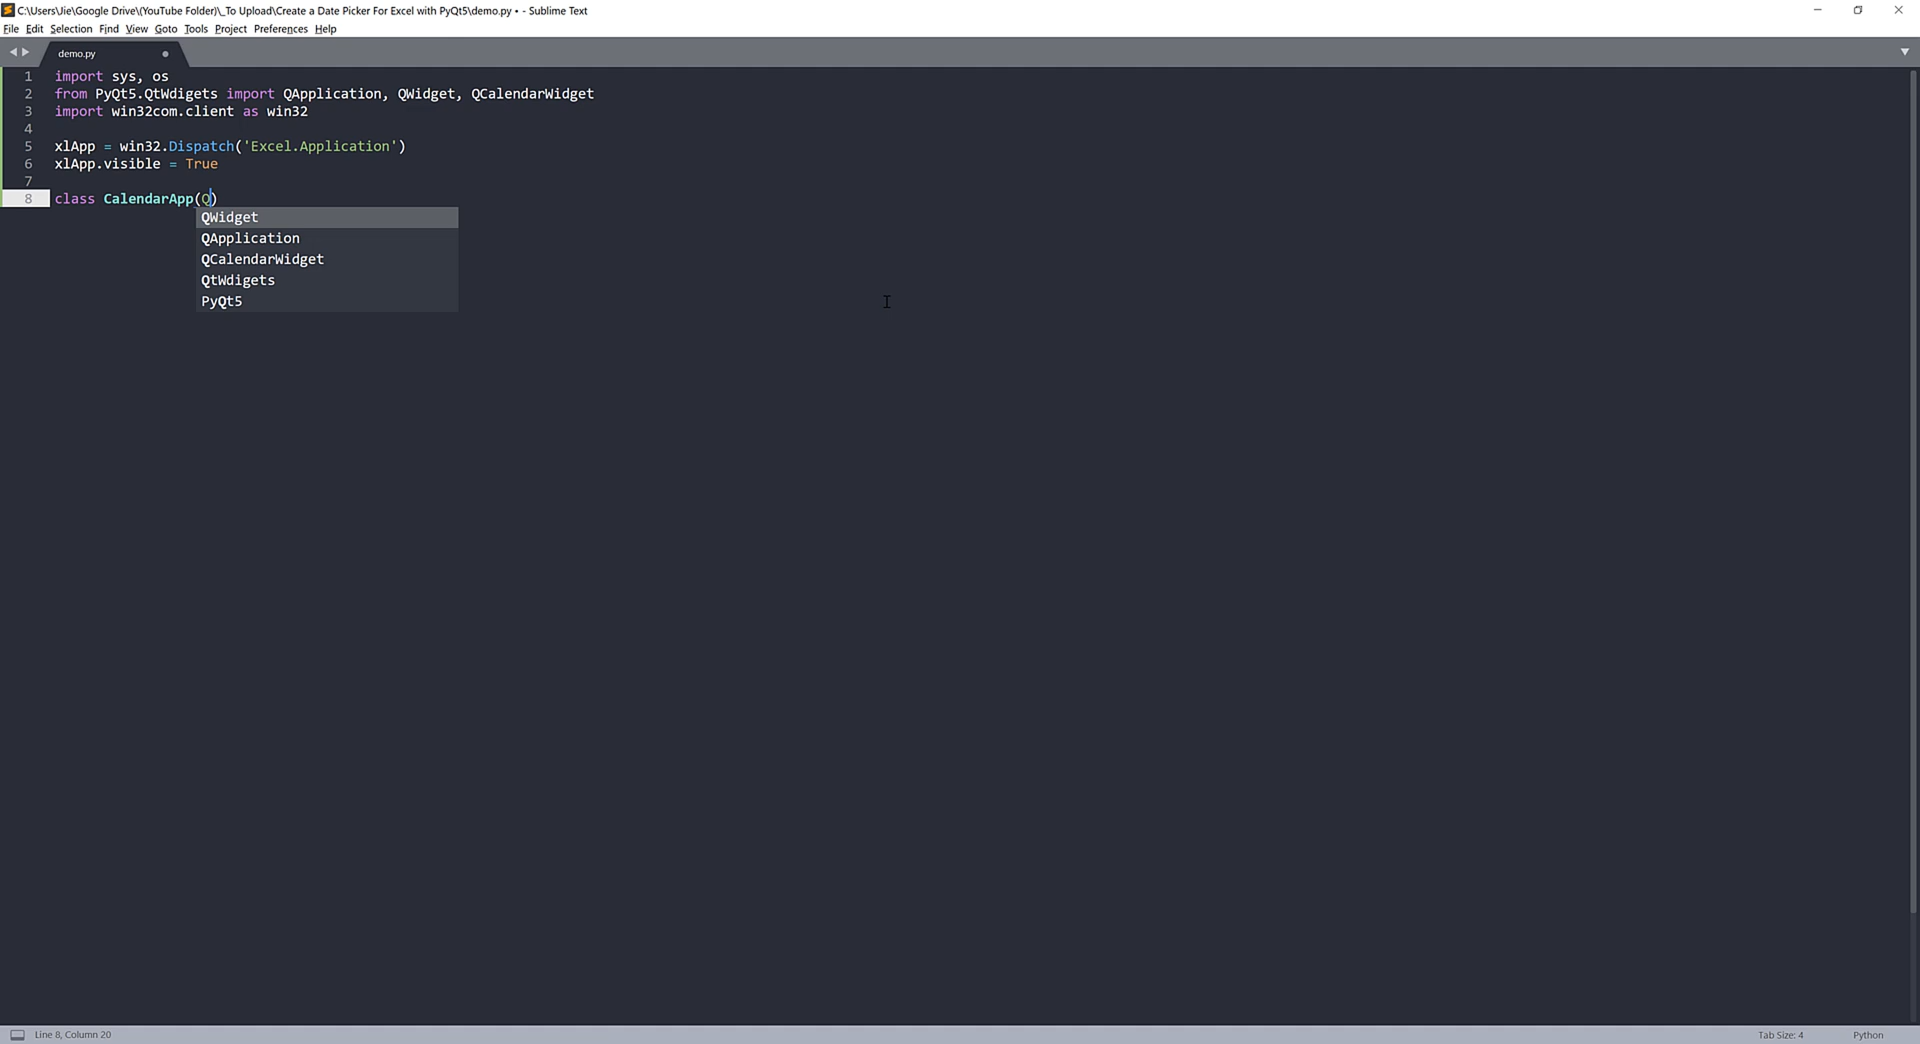 C:\Users\Jie\Google Drive\(YouTube Folder)\_To Upload\Create a Date Picker For Excel with PyQt5\demo.py • - Sublime Text
File Edit Selection Find View Goto Tools Project Preferences Help
demo.py
1 import sys, os
2 from PyQt5.QtWdigets import QApplication, QWidget, QCalendarWidget
3 import win32com.client as win32
4
5 xlApp = win32.Dispatch('Excel.Application')
6 xlApp.visible = True
7
8 class CalendarApp(Q)
QWidget
QApplication
QCalendarWidget
QtWdigets
PyQt5
Line 8, Column 20 Tab Size: 4 Python